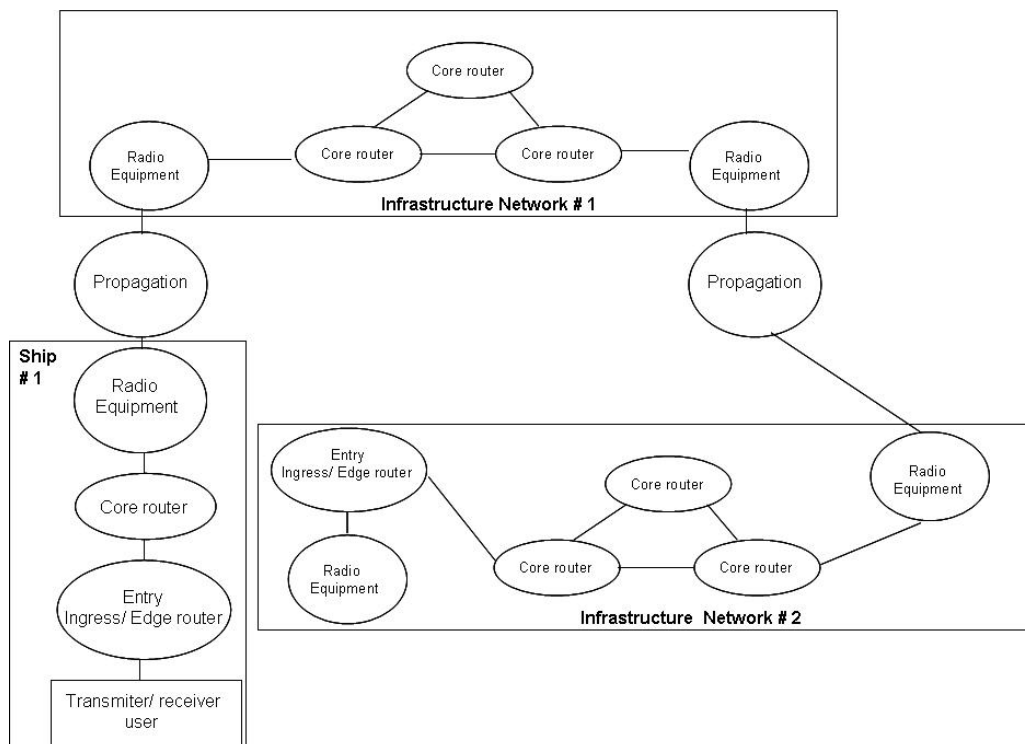 Core router
Core router
Core router
Radio
Equipment
Radio
Equipment
Infrastructure Network # 1
Propagation
Propagation
Ship
# 1
Radio
Equipment
Core router
Entry
Ingress/ Edge router
Transmiter/ receiver
user
Entry
Ingress/ Edge router
Radio
Equipment
Core router
Core router
Core router
Radio
Equipment
Infrastructure Network # 2